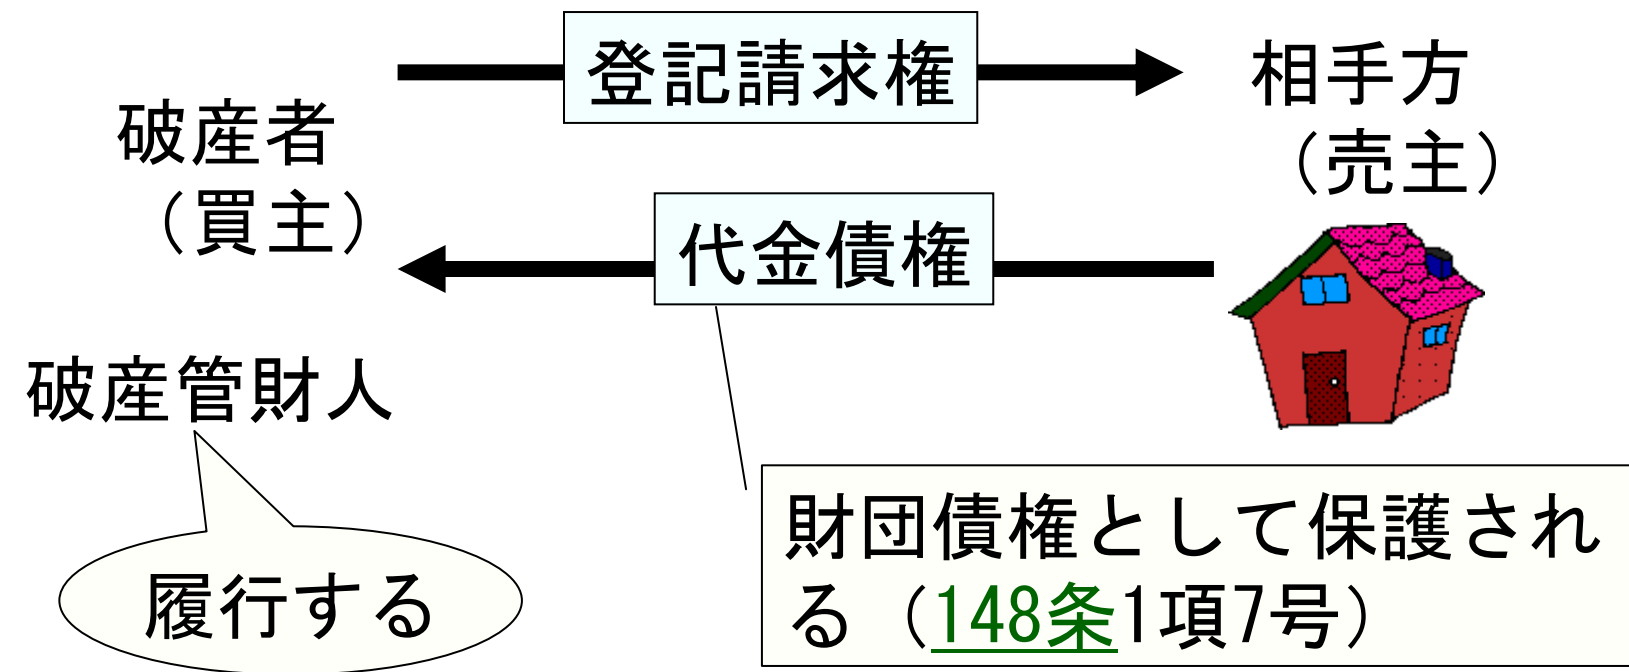 登記請求権
相手方
（売主）
破産者
（買主）
代金債権
破産管財人
履行する
財団債権として保護され
る（148条1項7号）